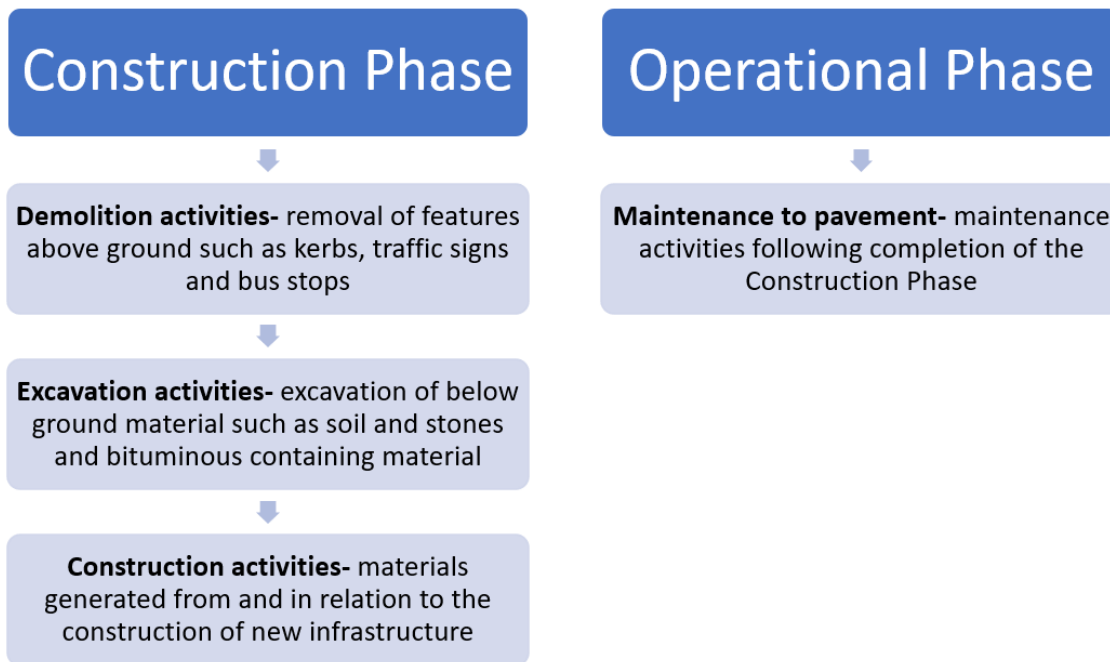 Construction Phase
Demolition activities- removal of features
above ground such as kerbs, traffic signs
and bus stops
Excavation activities- excavation of below
ground material such as soil and stones
and bituminous containing material
Construction activities- materials
generated from and in relation to the
construction of new infrastructure
Operational Phase
Maintenance to pavement- maintenance
activities following completion of the
Construction Phase